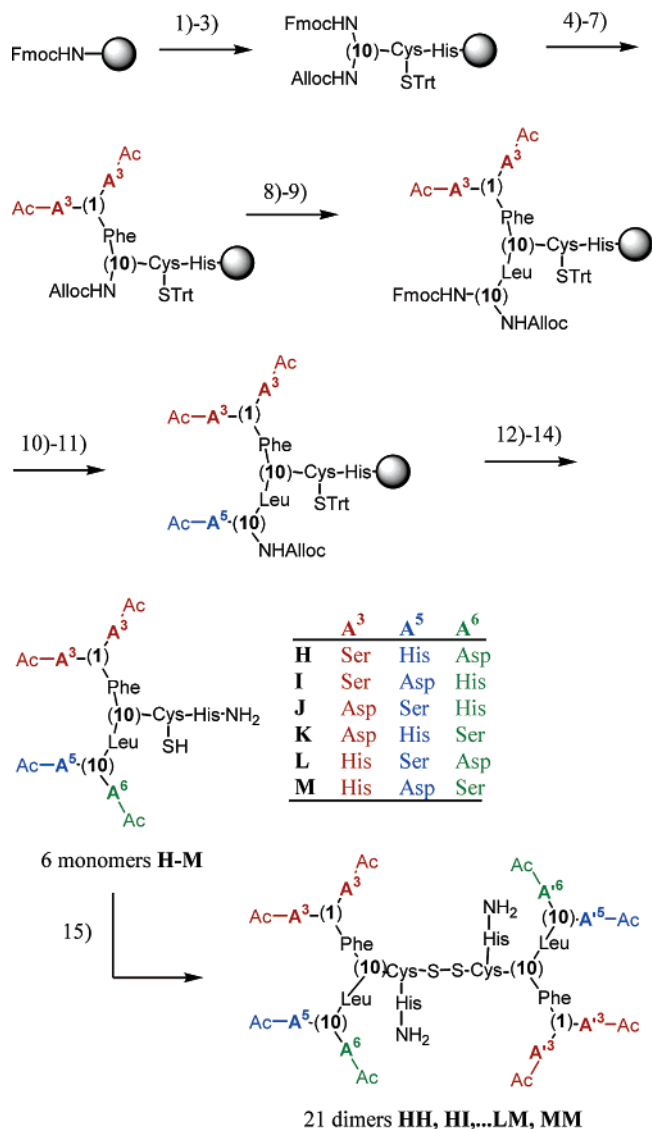 1)-3)
4)-7)
FmocHN
FmocHN
(10)-Cys-His
AllocHN
STrt
Ac
A³
Ac-A³-(1)
Phe
(10)-Cys-His
AllocHN
STrt
8)-9)
Ac
A³
Ac-A³-(1)
Phe
(10)-Cys-His
Leu
STrt
FmocHN-(10)
NHAlloc
10)-11)
Ac
A³
Ac-A³-(1)
Phe
(10)-Cys-His
Leu
STrt
Ac-A⁵-(10)
NHAlloc
12)-14)
Ac
A³
Ac-A³-(1)
Phe
(10)-Cys-His-NH₂
Leu
SH
Ac-A⁵-(10)
A⁶
Ac
6 monomers H-M
A³ A⁵ A⁶
H Ser His Asp
I Ser Asp His
J Asp Ser His
K Asp His Ser
L His Ser Asp
M His Asp Ser
15)
Ac
A³
Ac-A³-(1)
Phe
(10)Cys-S-S-Cys-(10)
Leu
His
NH₂
Ac-A⁵-(10)
A⁶
Ac
NH₂
His
Ac
A'⁶
(10)-A'⁵-Ac
Leu
Phe
(1)-A'³-Ac
A'³
Ac
21 dimers HH, HI,...LM, MM